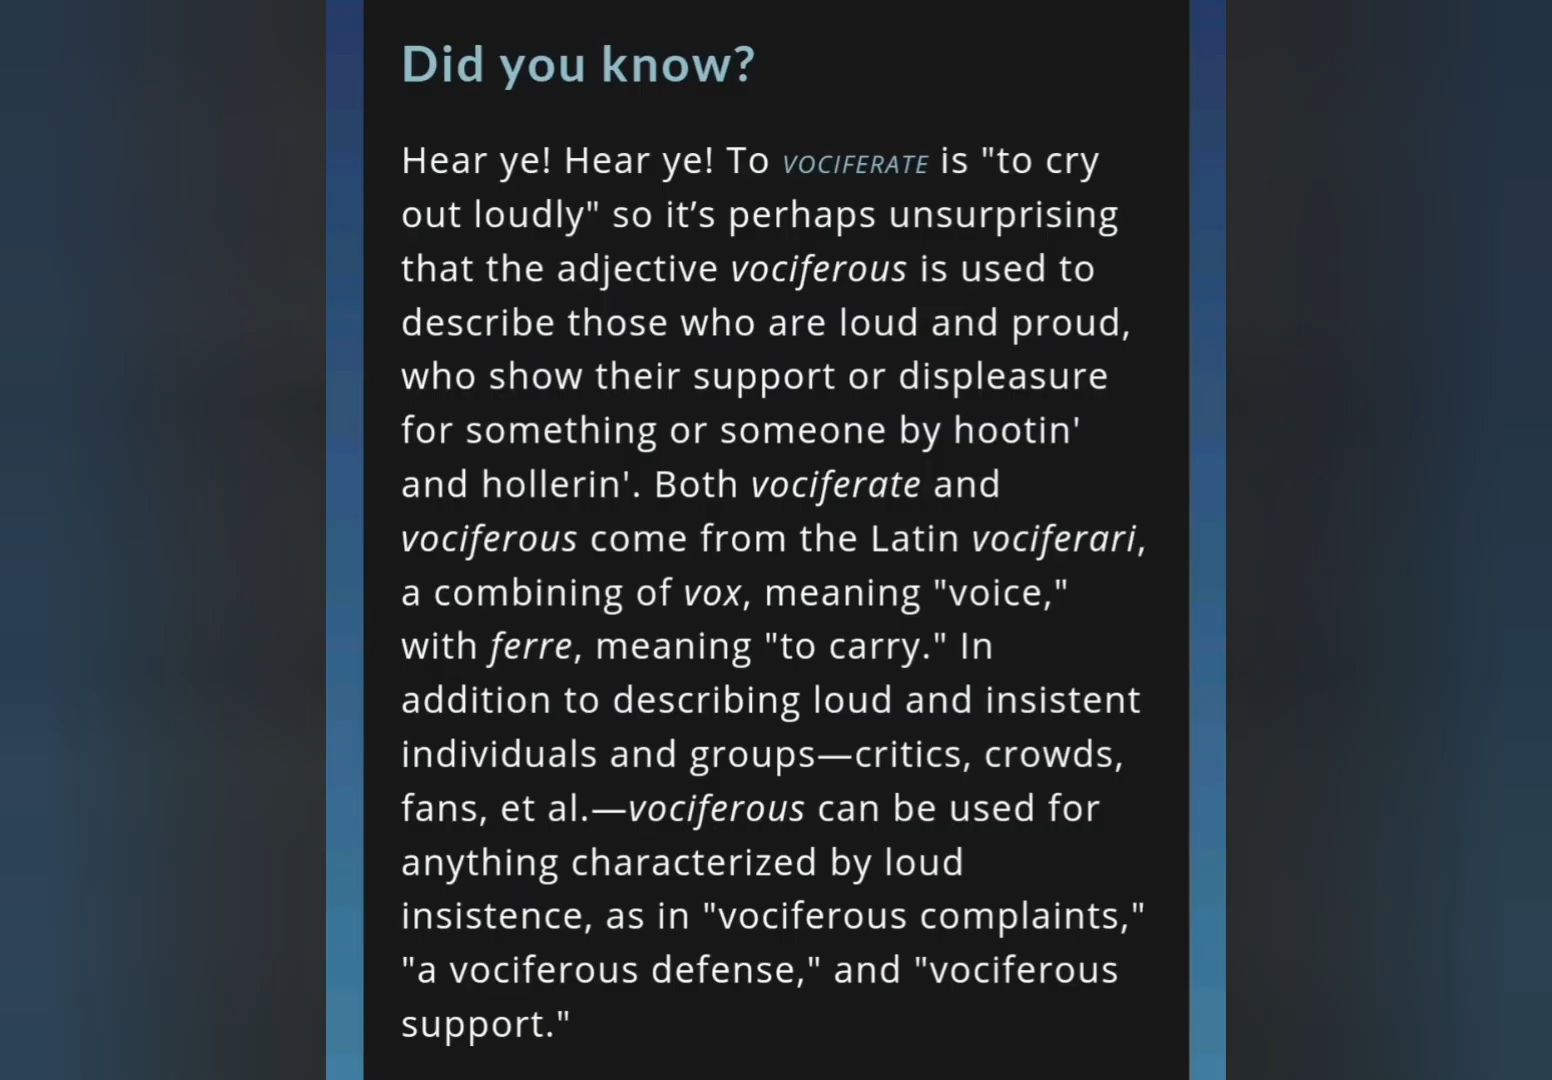 Did you know?
Hear ye! Hear ye! To VOCIFERATE is "to cry
out loudly" so it’s perhaps unsurprising
that the adjective vociferous is used to
describe those who are loud and proud,
who show their support or displeasure
for something or someone by hootin'
and hollerin'. Both vociferate and
vociferous come from the Latin vociferari,
a combining of vox, meaning "voice,"
with ferre, meaning "to carry." In
addition to describing loud and insistent
individuals and groups—critics, crowds,
fans, et al.—vociferous can be used for
anything characterized by loud
insistence, as in "vociferous complaints,"
"a vociferous defense," and "vociferous
support."